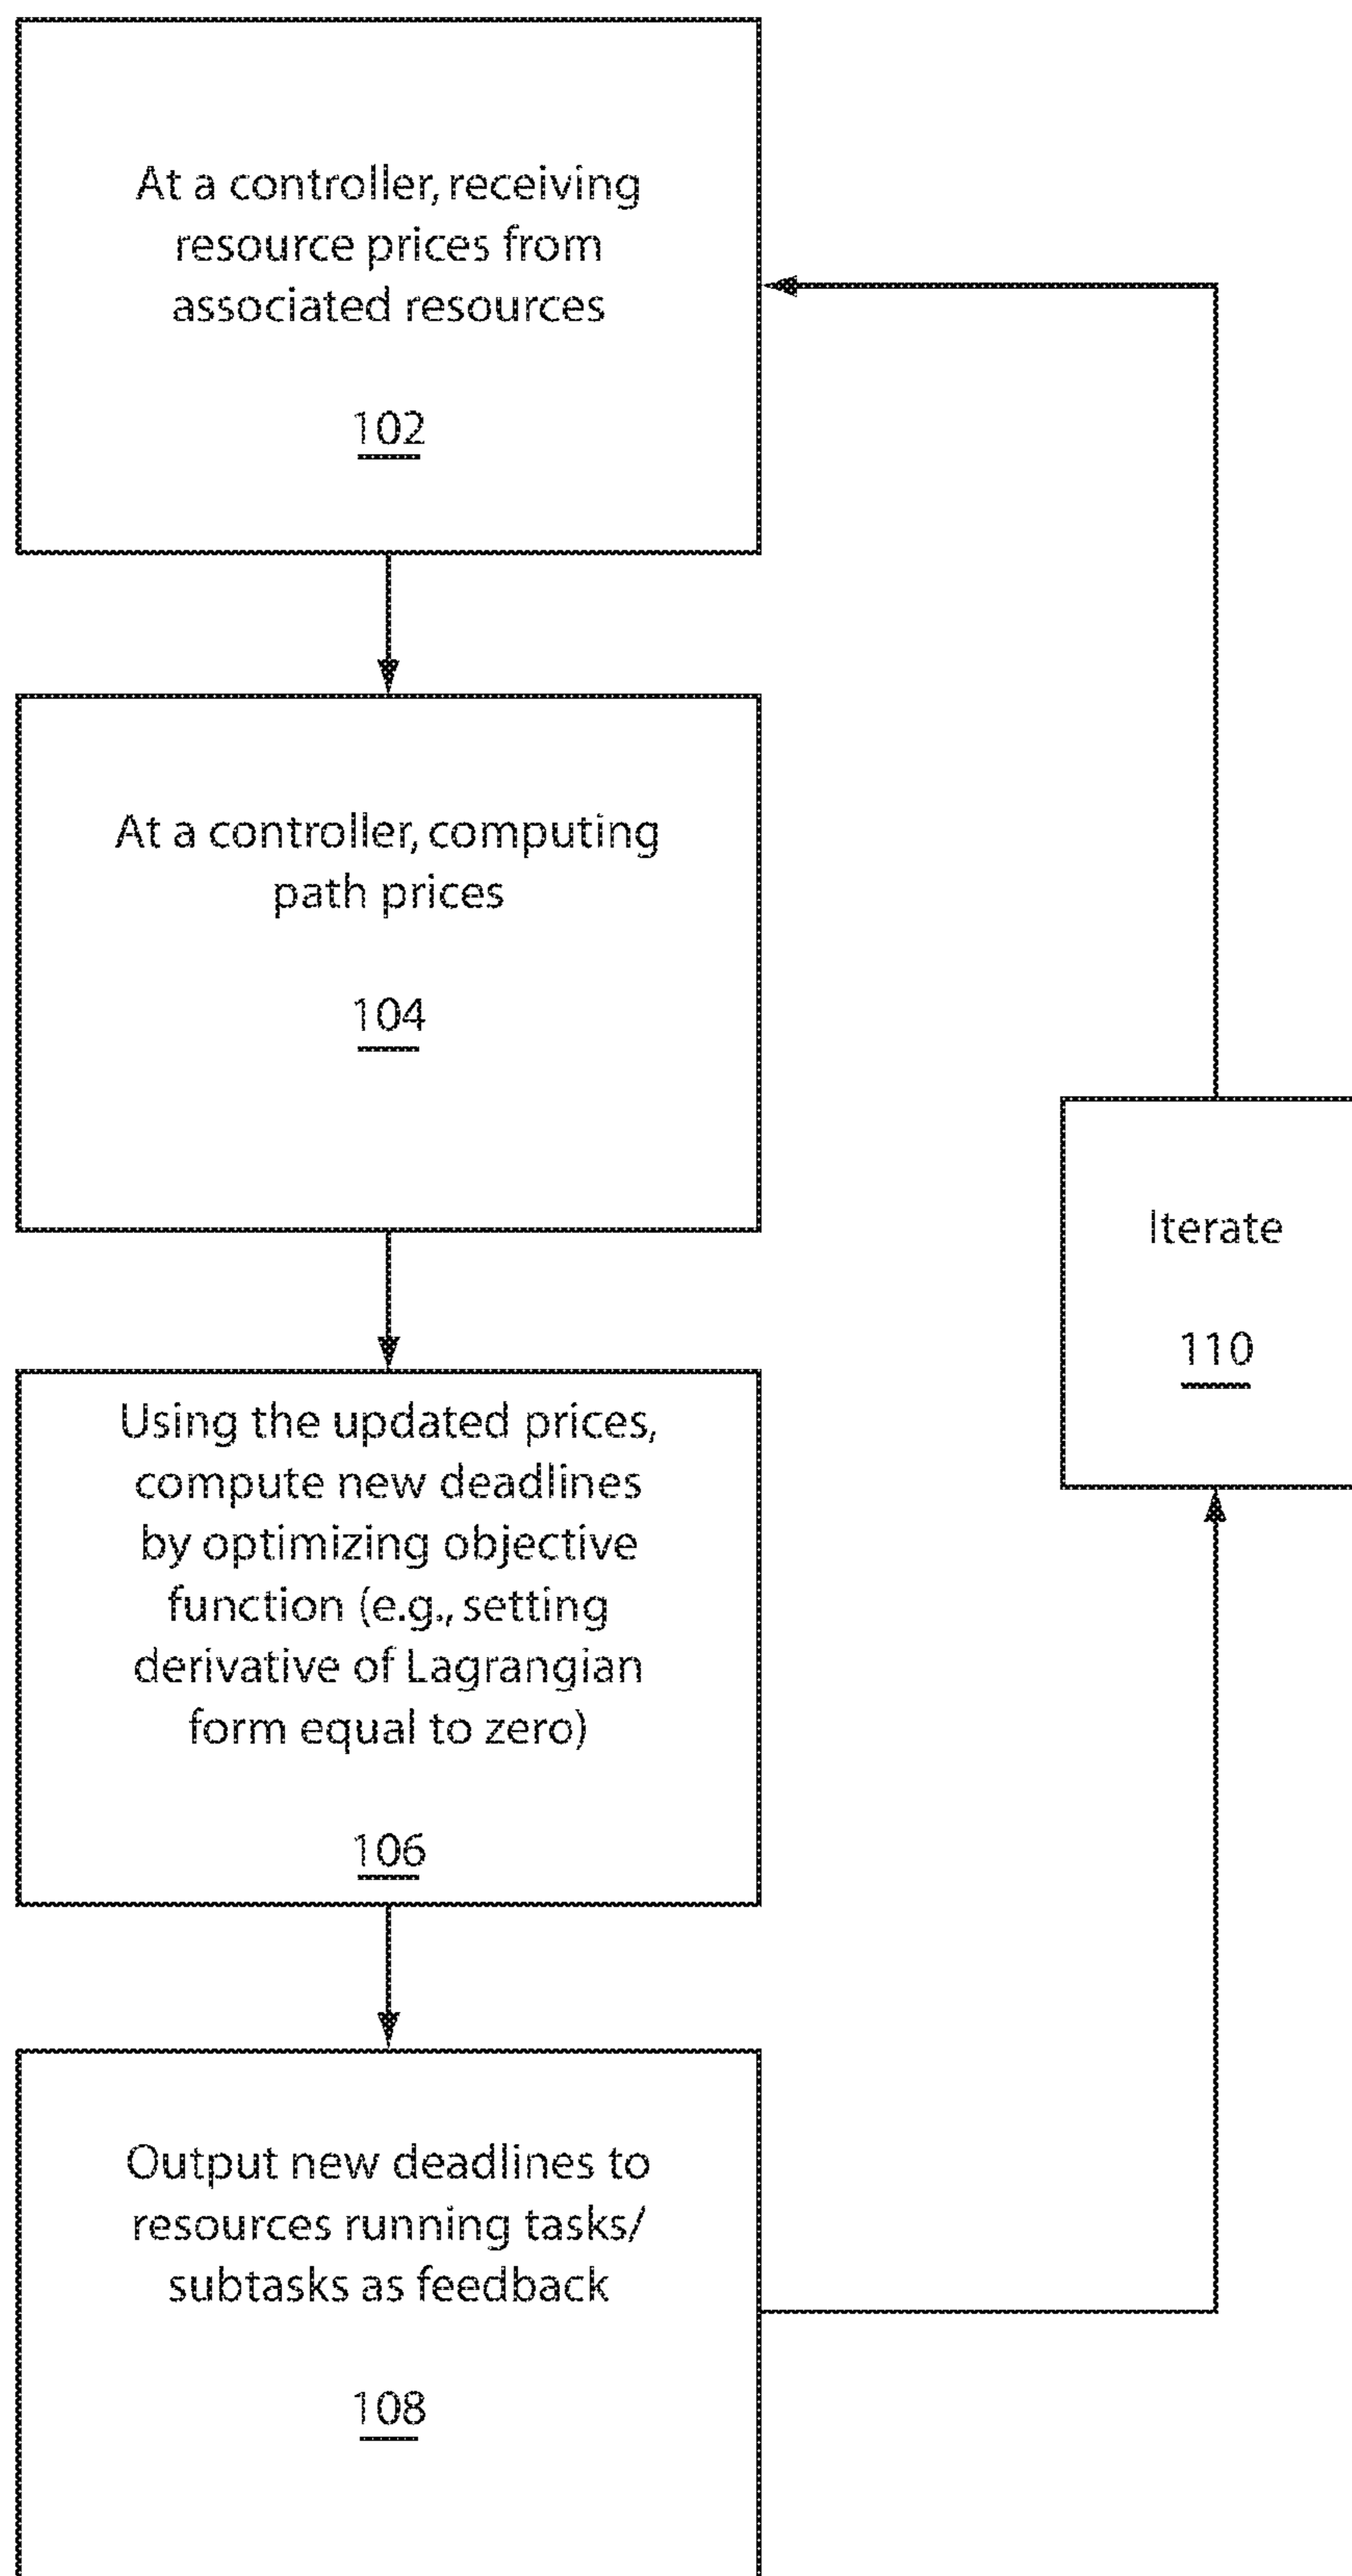 At a controller, receiving
resource prices from
associated resources
102
At a controller, computing
path prices
104
Using the updated prices,
compute new deadlines
by optimizing objective
function (e.g., setting
derivative of Lagrangian
form equal to zero)
106
Output new deadlines to
resources running tasks/
subtasks as feedback
108
Iterate
110